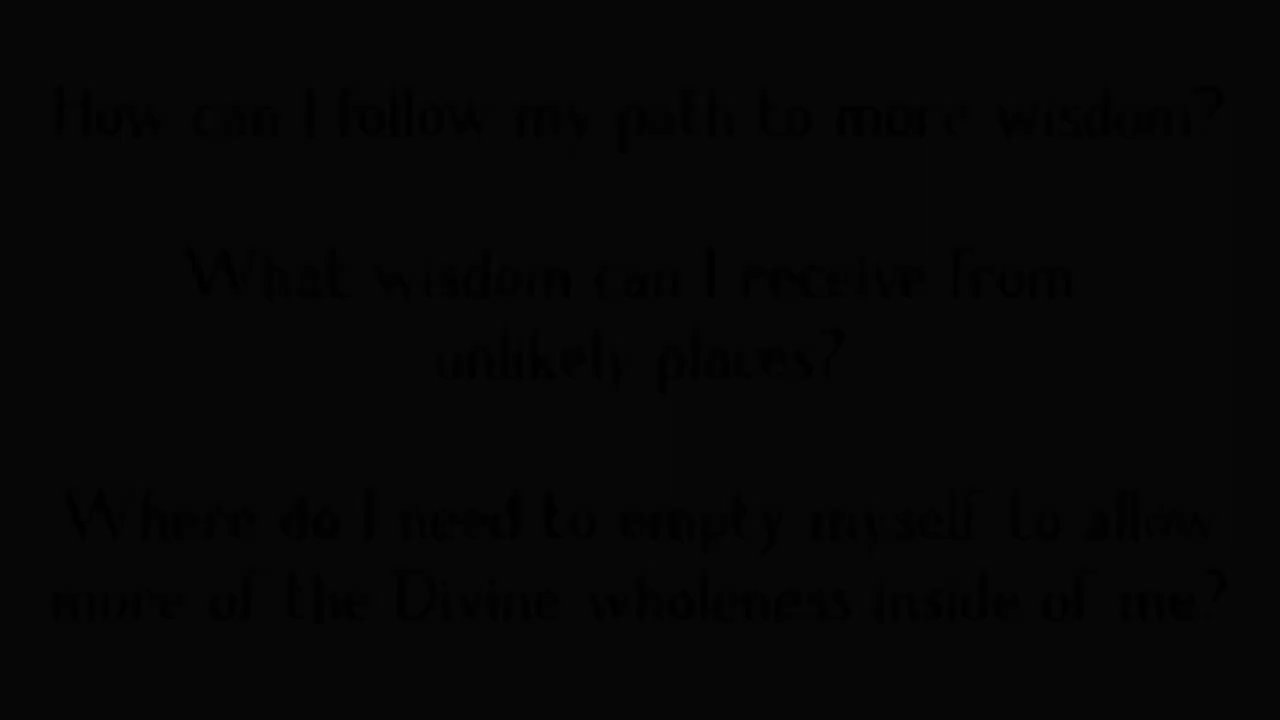 How can I follow my path to more wisdom?
What wisdom can I receive from
unlikely places?
Where do I need to empty myself to allow
more of the Divine wholeness inside of me?